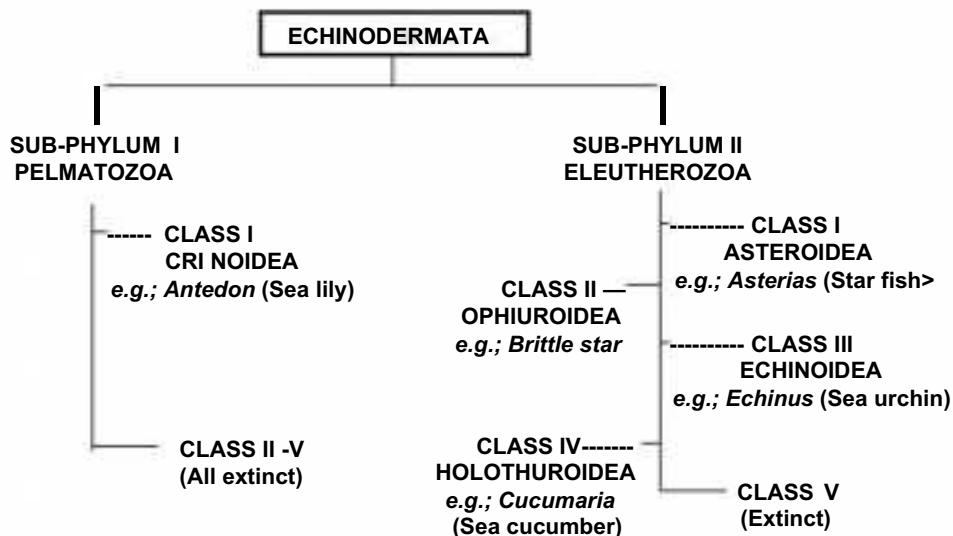 ECHINODERMATA
SUB-PHYLUM I
PELMATOZOA
------ CLASS I
CRI NOIDEA
e.g.; Antedon (Sea lily)
CLASS II -V
(All extinct)
SUB-PHYLUM II
ELEUTHEROZOA
---------- CLASS I
ASTEROIDEA
e.g.; Asterias (Star fish>
CLASS II —
OPHIUROIDEA
e.g.; Brittle star
---------- CLASS III
ECHINOIDEA
e.g.; Echinus (Sea urchin)
CLASS IV-------
HOLOTHUROIDEA
e.g.; Cucumaria
(Sea cucumber)
CLASS V
(Extinct)